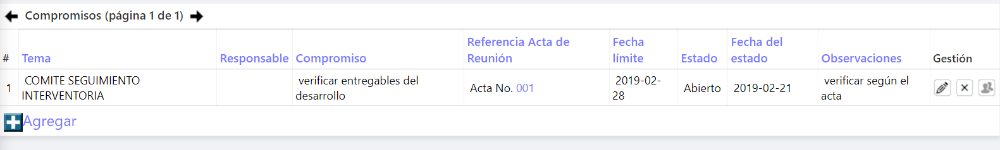 Compromisos (página 1 de 1)
# Tema Responsable Compromiso Referencia Acta de Reunión Fecha límite Estado Fecha del estado Observaciones Gestión
1 COMITE SEGUIMIENTO INTERVENTORIA verificar entregables del desarrollo Acta No. 001 2019-02-28 Abierto 2019-02-21 verificar según el acta
Agregar